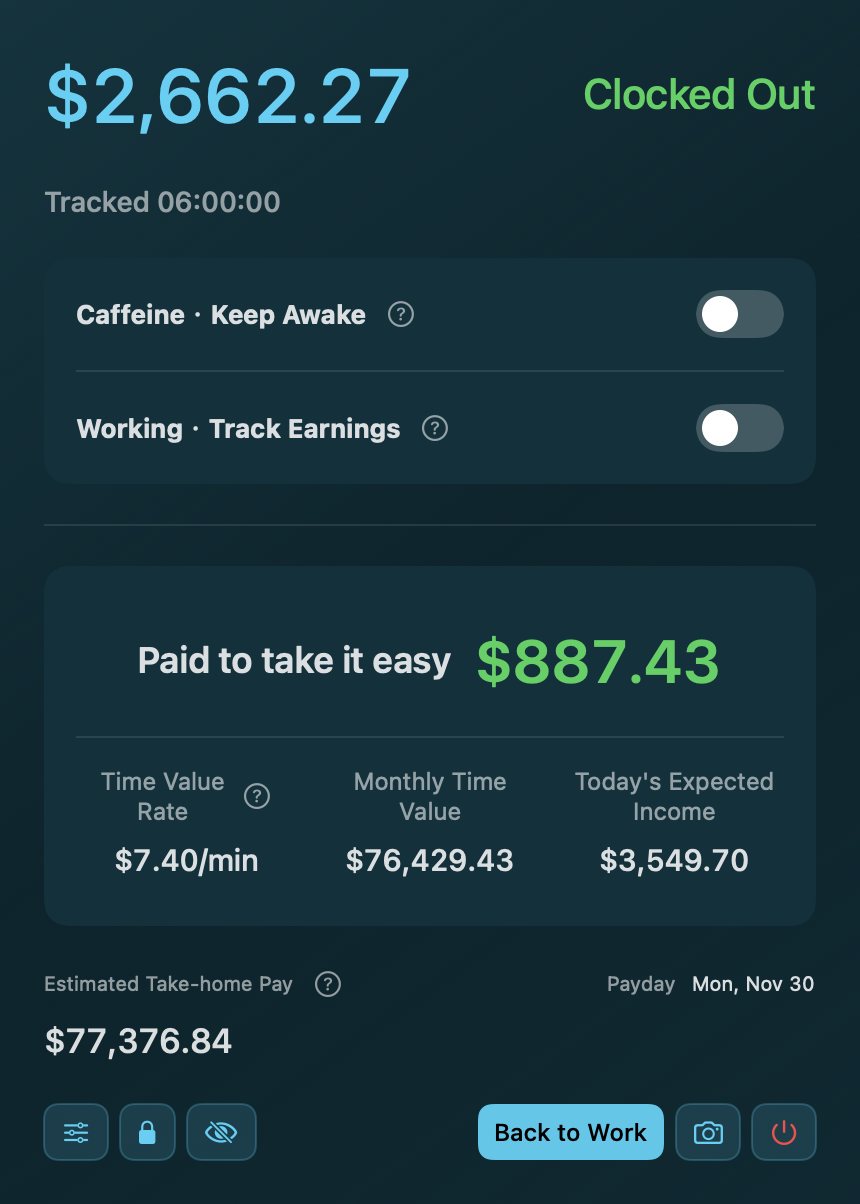 $2,662.27
Clocked Out
Tracked 06:00:00
Caffeine · Keep Awake ?
Working · Track Earnings ?
Paid to take it easy $887.43
Time Value
Rate
?
$7.40/min
Monthly Time
Value
$76,429.43
Today's Expected
Income
$3,549.70
Estimated Take-home Pay ?
$77,376.84
Payday Mon, Nov 30
Back to Work